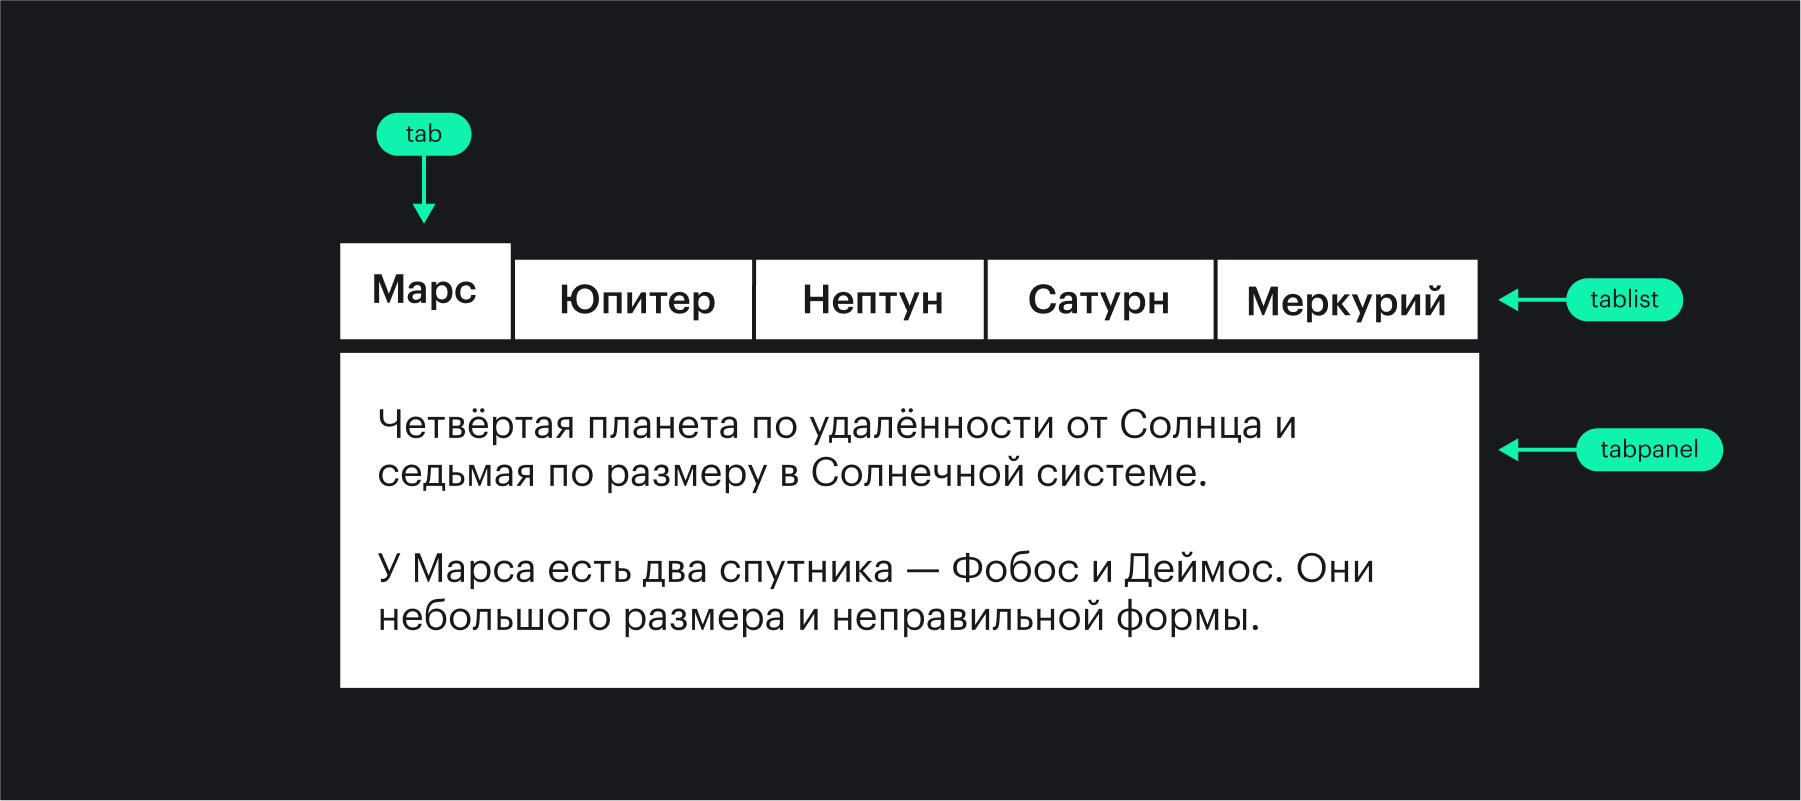 tab
Марс
Юпитер
Нептун
Сатурн
Меркурий
tablist
Четвёртая планета по удалённости от Солнца и
седьмая по размеру в Солнечной системе.
tabpanel
У Марса есть два спутника — Фобос и Деймос. Они
небольшого размера и неправильной формы.